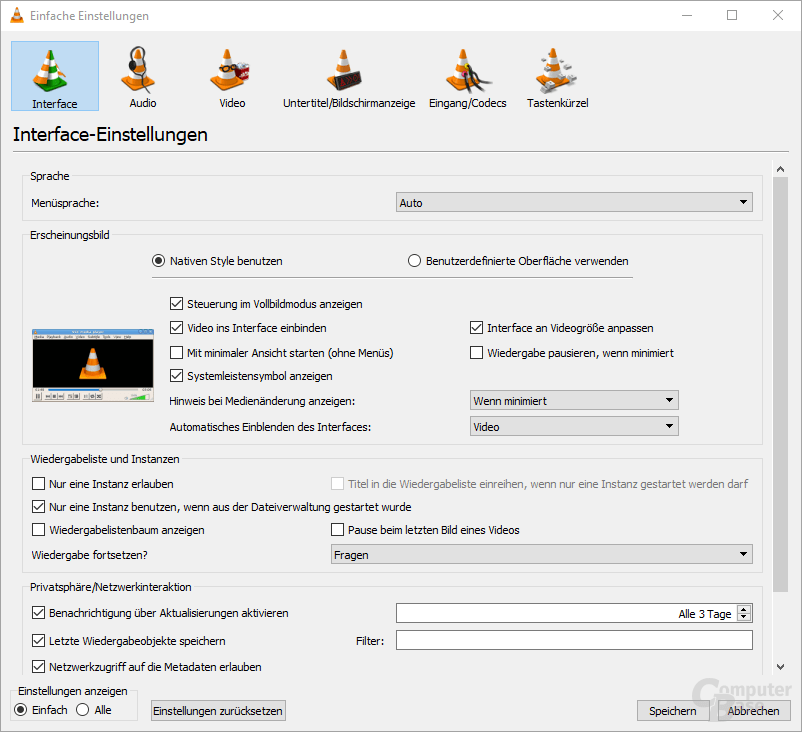 Einfache Einstellungen
Interface
Audio
Video
Untertitel/Bildschirmanzeige
Eingang/Codecs
Tastenkürzel
Interface-Einstellungen
Sprache
Menüsprache:
Auto
Erscheinungsbild
Nativen Style benutzen
Benutzerdefinierte Oberfläche verwenden
Steuerung im Vollbildmodus anzeigen
Video ins Interface einbinden
Interface an Videogröße anpassen
Mit minimaler Ansicht starten (ohne Menüs)
Wiedergabe pausieren, wenn minimiert
Systemleistensymbol anzeigen
Hinweis bei Medienänderung anzeigen:
Wenn minimiert
Automatisches Einblenden des Interfaces:
Video
Wiedergabeliste und Instanzen
Nur eine Instanz erlauben
Titel in die Wiedergabeliste einreihen, wenn nur eine Instanz gestartet werden darf
Nur eine Instanz benutzen, wenn aus der Dateiverwaltung gestartet wurde
Wiedergabelistenbaum anzeigen
Pause beim letzten Bild eines Videos
Wiedergabe fortsetzen?
Fragen
Privatsphäre/Netzwerkinteraktion
Benachrichtigung über Aktualisierungen aktivieren
Alle 3 Tage
Letzte Wiedergabeobjekte speichern
Filter:
Netzwerkzugriff auf die Metadaten erlauben
Einstellungen anzeigen
Einfach
Alle
Einstellungen zurücksetzen
Speichern
Abbrechen
Computer
Base